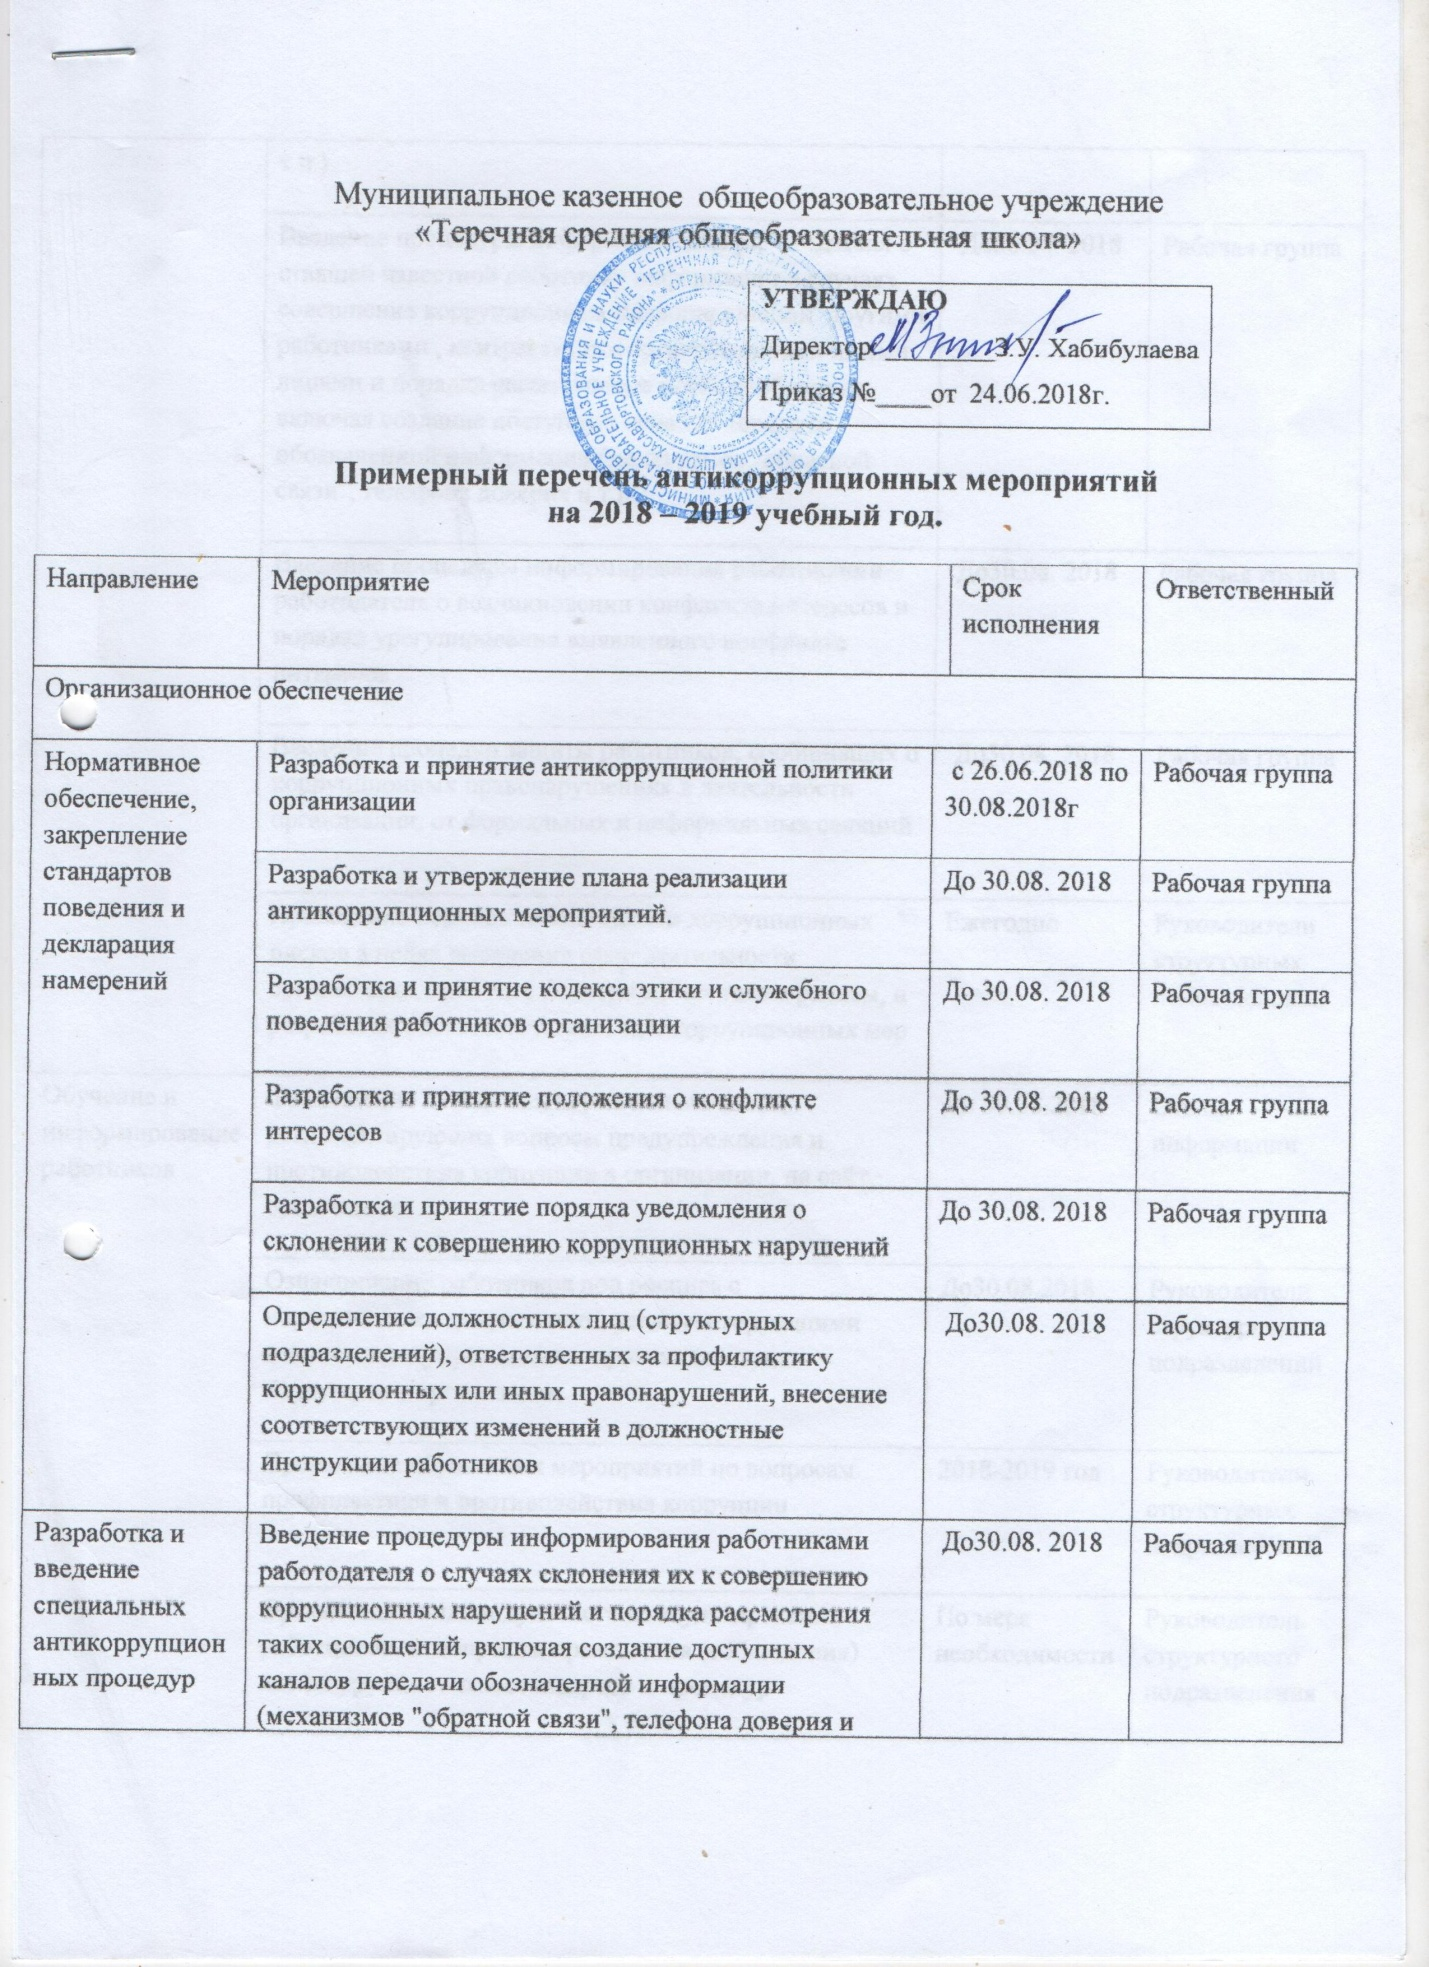 Муниципальное казенное общеобразовательное учреждение
«Теречная средняя общеобразовательная школа»
УТВЕРЖДАЮ
Директор: ________З.У. Хабибулаева
Приказ №____от 24.06.2018г.
Примерный перечень антикоррупционных мероприятий
на 2018 – 2019 учебный год.
Направление
Мероприятие
Срок
исполнения
Ответственный
Организационное обеспечение
Нормативное
обеспечение,
закрепление
стандартов
поведения и
декларация
намерений
Разработка и принятие антикоррупционной политики
организации
с 26.06.2018 по
30.08.2018г
Рабочая группа
Разработка и утверждение плана реализации
антикоррупционных мероприятий.
До 30.08. 2018
Рабочая группа
Разработка и принятие кодекса этики и служебного
поведения работников организации
До 30.08. 2018
Рабочая группа
Разработка и принятие положения о конфликте
интересов
До 30.08. 2018
Рабочая группа
Разработка и принятие порядка уведомления о
склонении к совершению коррупционных нарушений
До 30.08. 2018
Рабочая группа
Определение должностных лиц (структурных
подразделений), ответственных за профилактику
коррупционных или иных правонарушений, внесение
соответствующих изменений в должностные
инструкции работников
До30.08. 2018
Рабочая группа
Разработка и
введение
специальных
антикоррупцион
ных процедур
Введение процедуры информирования работниками
работодателя о случаях склонения их к совершению
коррупционных нарушений и порядка рассмотрения
таких сообщений, включая создание доступных
каналов передачи обозначенной информации
(механизмов "обратной связи", телефона доверия и
До30.08. 2018
Рабочая группа